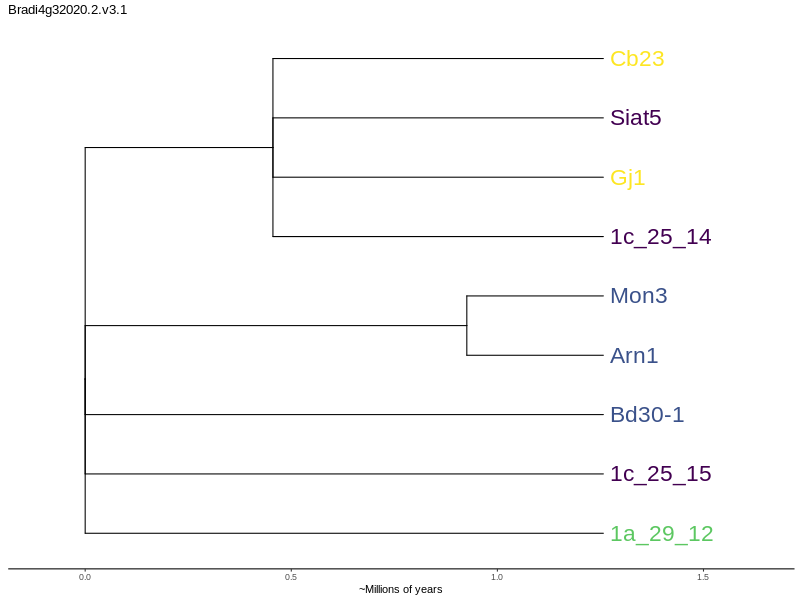 Bradi4g32020.2.v3.1
Cb23
Siat5
Gj1
1c_25_14
Mon3
Arn1
Bd30-1
1c_25_15
1a_29_12
0.0 0.5 1.0 1.5
~Millions of years